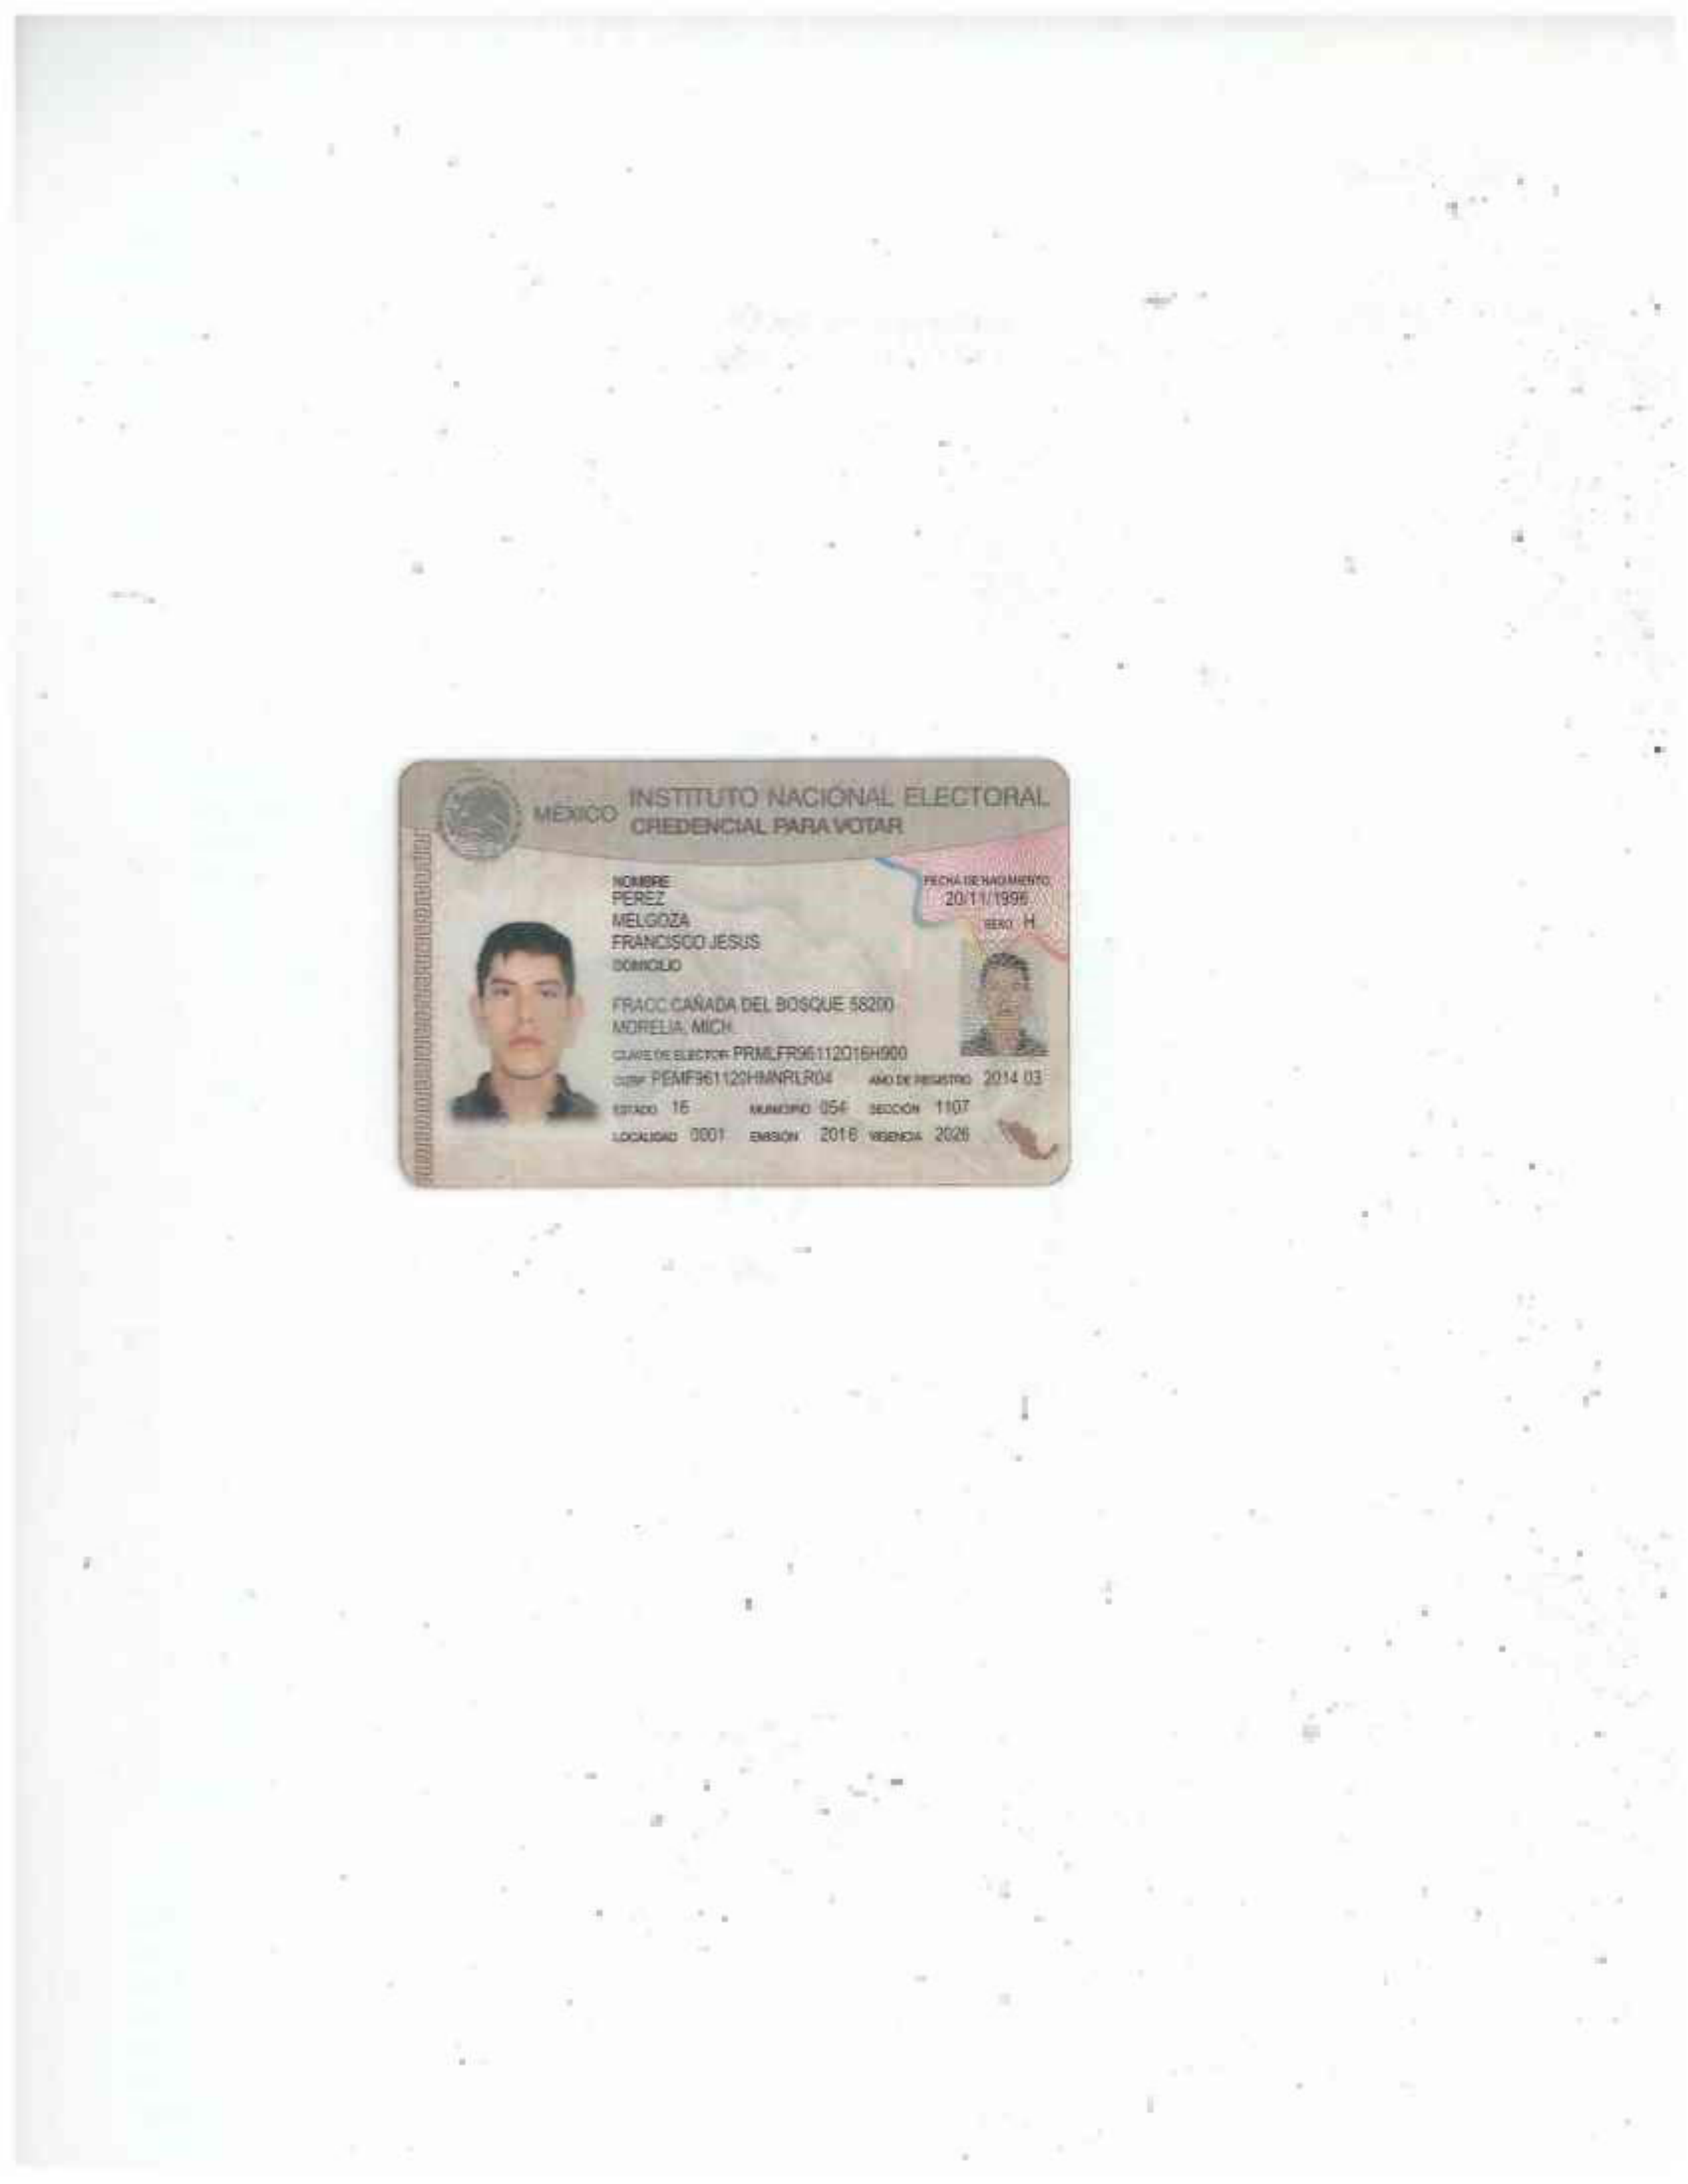 MÉXICO
INSTITUTO NACIONAL ELECTORAL
CREDENCIAL PARA VOTAR
NOMBRE
PEREZ
MELGOZA
FRANCISCO JESUS
FECHA DE NACIMIENTO
20/11/1996
SEXO H
DOMICILIO
FRACC CAÑADA DEL BOSQUE 58200
MORELIA, MICH.
CLAVE DE ELECTOR PRMLFR96112016H900
CURP PEMF961120HMNRLR04 AÑO DE REGISTRO 2014 03
ESTADO 16 MUNICIPIO 054 SECCIÓN 1107
LOCALIDAD 0001 EMISIÓN 2016 VIGENCIA 2026